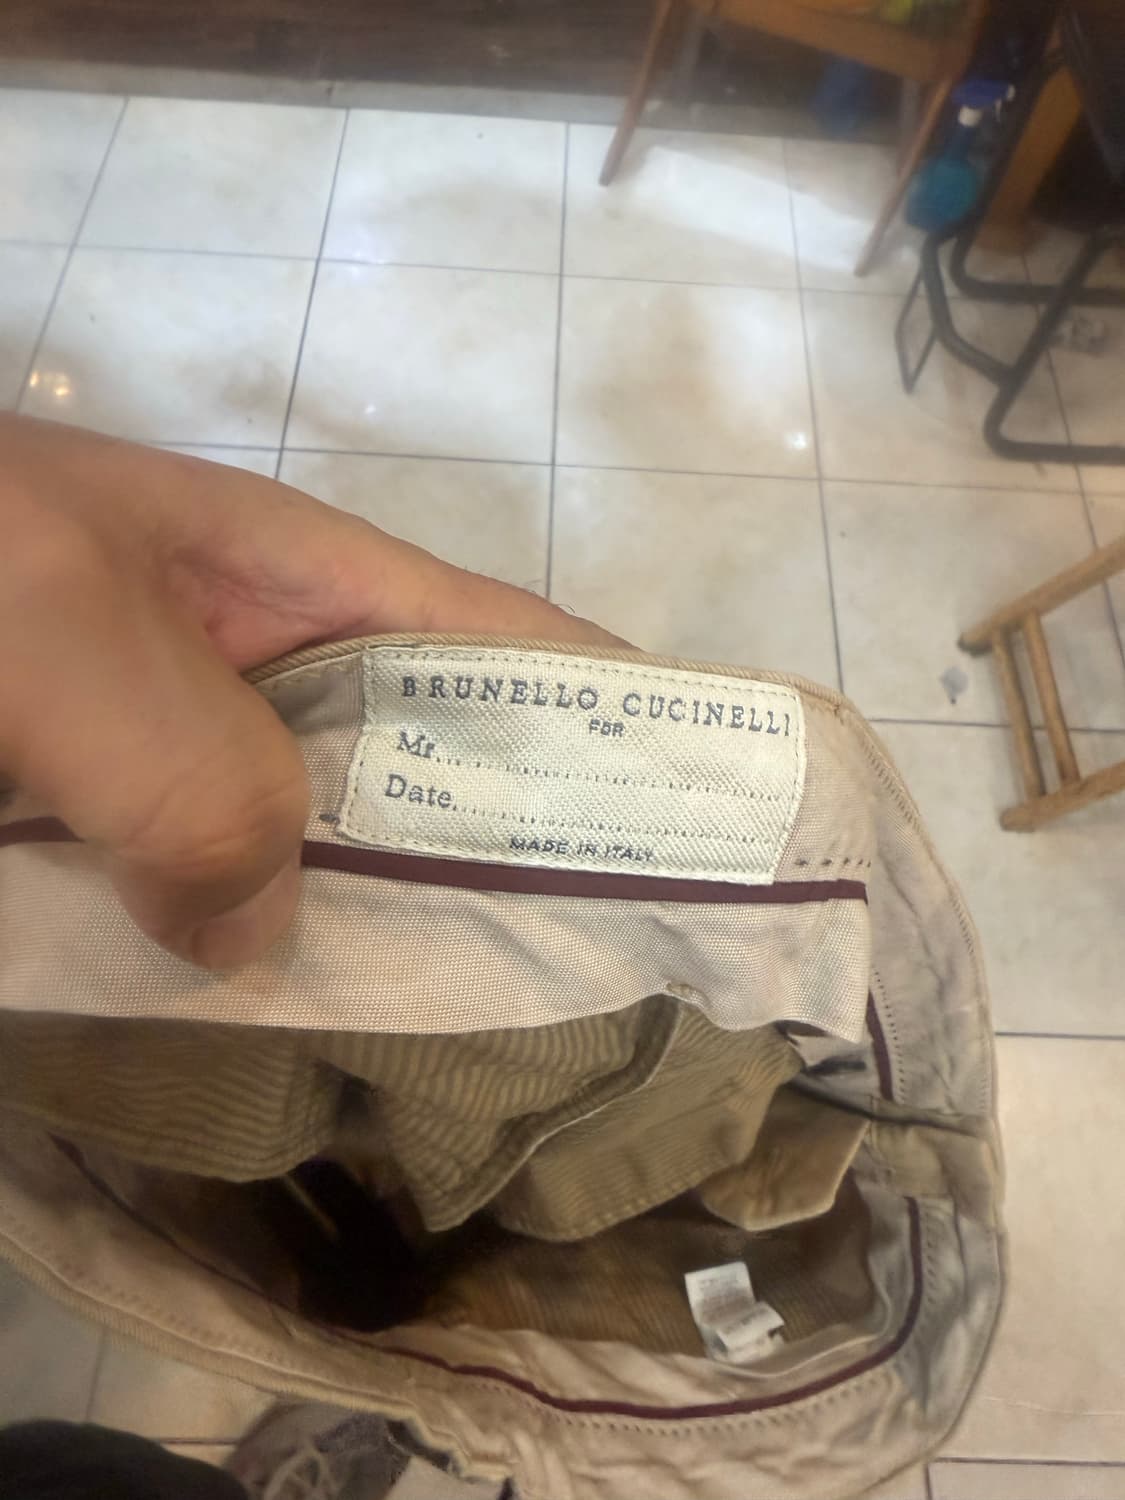 BRUNELLO CUCINELLI
FOR
Mr.
Date
MADE IN ITALY